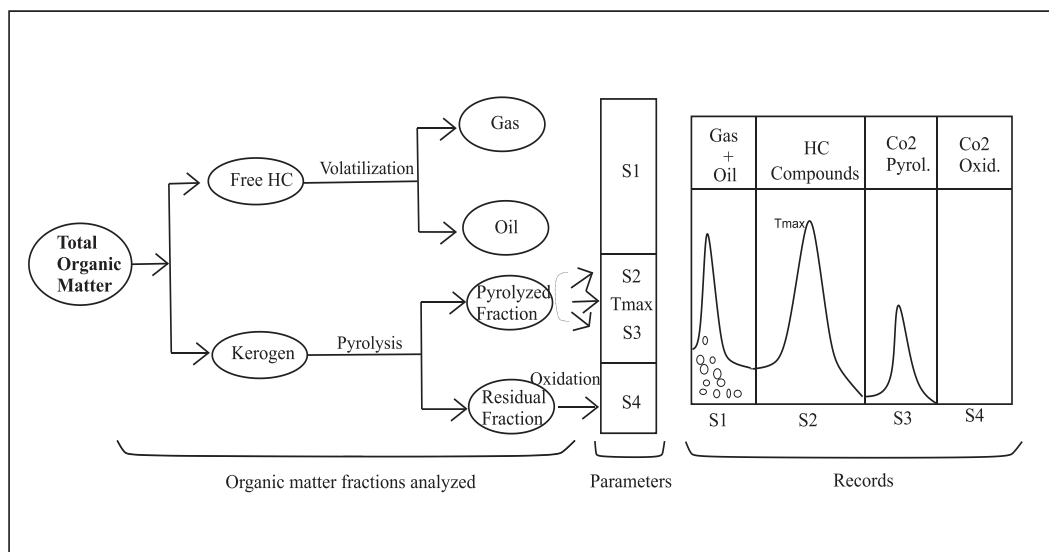 Total
Organic
Matter
Free HC
Volatilization
Gas
Oil
Kerogen
Pyrolysis
Pyrolyzed
Fraction
Residual
Fraction
Oxidation
S1
S2
Tmax
S3
S4
Gas
+
Oil
HC
Compounds
Co2
Pyrol.
Co2
Oxid.
Tmax
S1
S2
S3
S4
Organic matter fractions analyzed
Parameters
Records